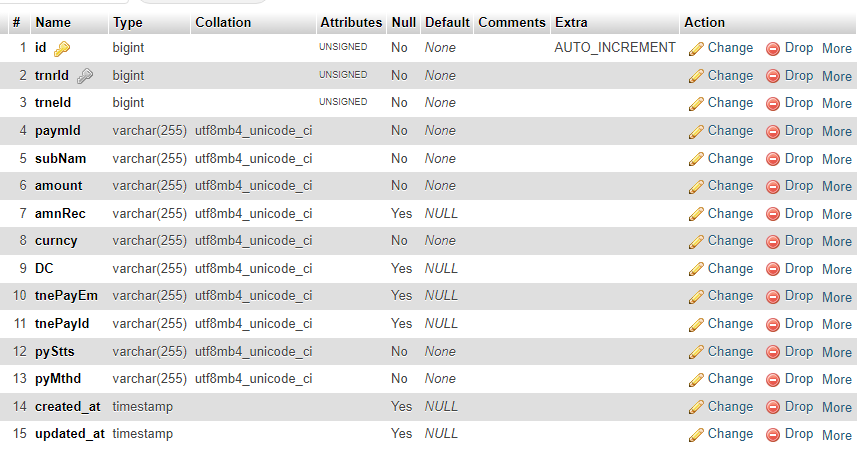 # Name Type Collation Attributes Null Default Comments Extra Action
1 id bigint UNSIGNED No None AUTO_INCREMENT Change Drop More
2 trnrId bigint UNSIGNED No None Change Drop More
3 trneId bigint UNSIGNED No None Change Drop More
4 paymId varchar(255) utf8mb4_unicode_ci No None Change Drop More
5 subNam varchar(255) utf8mb4_unicode_ci No None Change Drop More
6 amount varchar(255) utf8mb4_unicode_ci No None Change Drop More
7 amnRec varchar(255) utf8mb4_unicode_ci Yes NULL Change Drop More
8 curncy varchar(255) utf8mb4_unicode_ci No None Change Drop More
9 DC varchar(255) utf8mb4_unicode_ci Yes NULL Change Drop More
10 tnePayEm varchar(255) utf8mb4_unicode_ci Yes NULL Change Drop More
11 tnePayId varchar(255) utf8mb4_unicode_ci Yes NULL Change Drop More
12 pyStts varchar(255) utf8mb4_unicode_ci No None Change Drop More
13 pyMthd varchar(255) utf8mb4_unicode_ci No None Change Drop More
14 created_at timestamp Yes NULL Change Drop More
15 updated_at timestamp Yes NULL Change Drop More